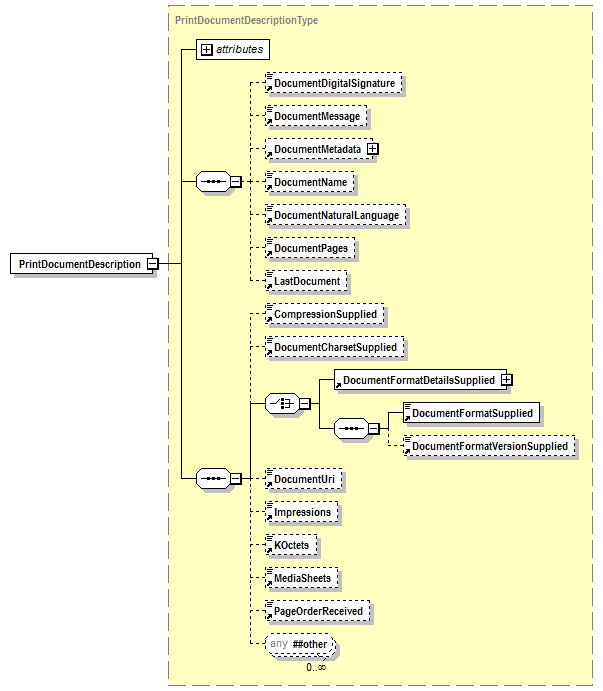 PrintDocumentDescriptionType
attributes
DocumentDigitalSignature
DocumentMessage
DocumentMetadata
DocumentName
DocumentNaturalLanguage
DocumentPages
PrintDocumentDescription
LastDocument
CompressionSupplied
DocumentCharsetSupplied
DocumentFormatDetailsSupplied
DocumentFormatSupplied
DocumentFormatVersionSupplied
DocumentUri
Impressions
KOctets
MediaSheets
PageOrderReceived
any ##other
0..∞